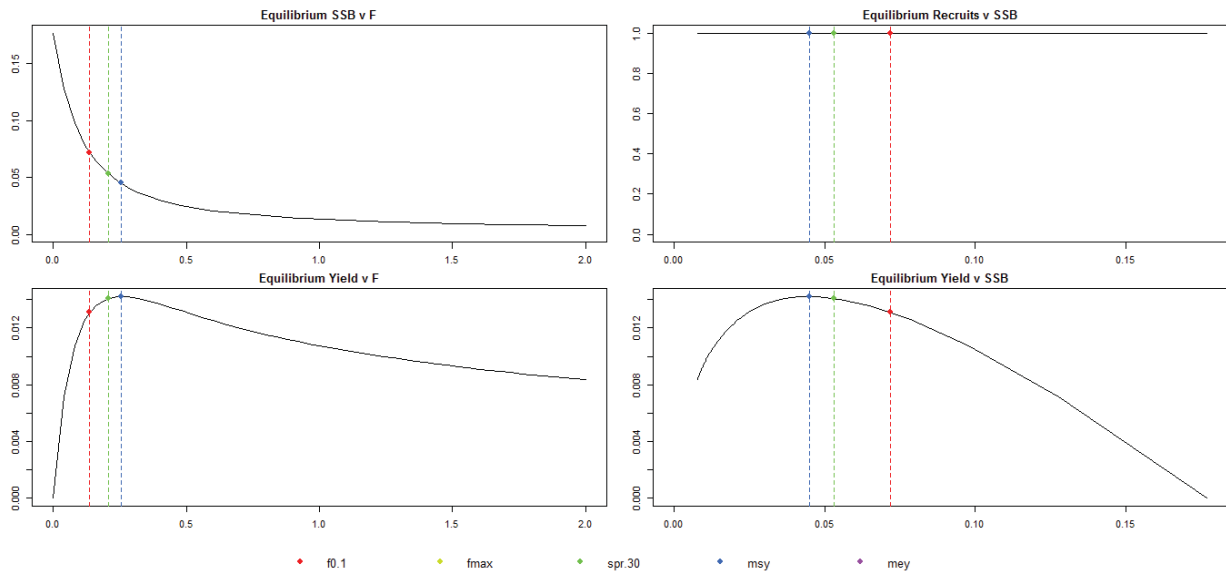 Equilibrium SSB v F
0.15
0.10
0.05
0.00
0.0 0.5 1.0 1.5 2.0
Equilibrium Recruits v SSB
1.0
0.8
0.6
0.4
0.2
0.0
0.00 0.05 0.10 0.15
Equilibrium Yield v F
0.012
0.008
0.004
0.000
0.0 0.5 1.0 1.5 2.0
Equilibrium Yield v SSB
0.012
0.008
0.004
0.000
0.00 0.05 0.10 0.15
f0.1 fmax spr.30 msy mey